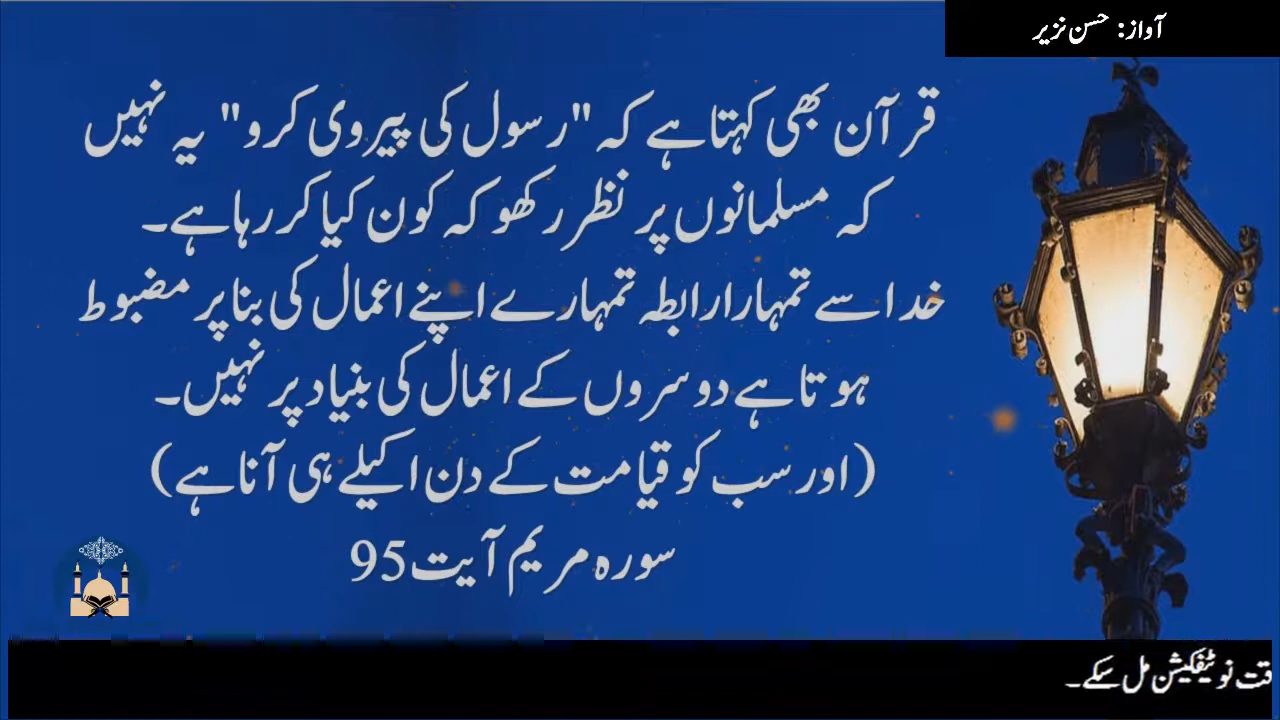 آواز: حسن نزیر
قرآن بھی کہتا ہے کہ "رسول کی پیروی کرو" یہ نہیں
کہ مسلمانوں پر نظر رکھو کہ کون کیا کر رہا ہے۔
خدا سے تمہارا رابطہ تمہارے اپنے اعمال کی بنا پر مضبوط
ہوتا ہے دوسروں کے اعمال کی بنیاد پر نہیں۔
(اور سب کو قیامت کے دن اکیلے ہی آنا ہے)
سورہ مریم آیت 95
نوٹیفکیشن مل سکے۔